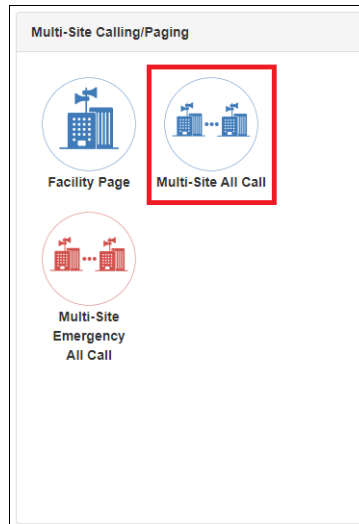 Multi-Site Calling/Paging
Facility Page
Multi-Site All Call
Multi-Site
Emergency
All Call